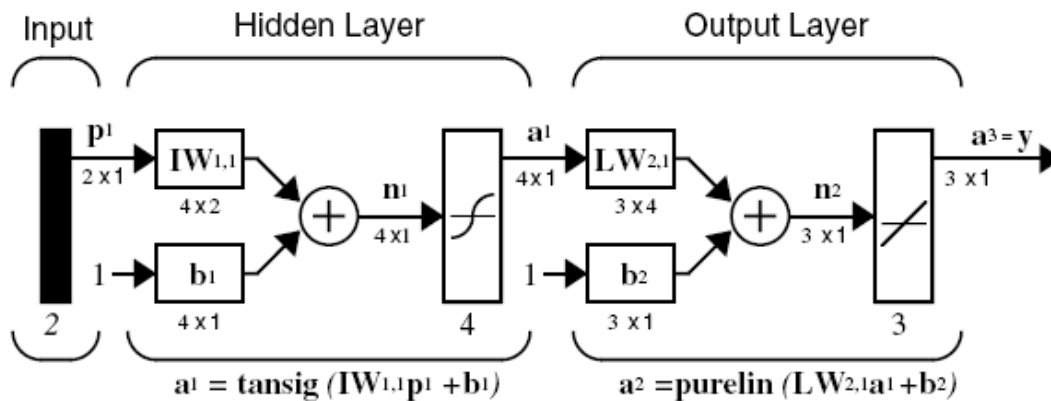 Input Hidden Layer Output Layer
p1 a1 a3 = y
IW1,1 LW2,1
2 x 1 4 x 2 n1 4 x 1 3 x 4 n2 3 x 1
4 x 1 3 x 1
1 b1 1 b2
2 4 x 1 4 3 x 1 3
a1 = tansig (IW1,1p1 +b1) a2 =purelin (LW2,1a1 +b2)